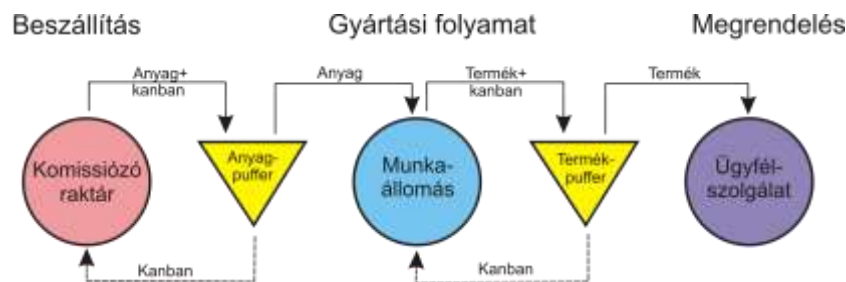 Beszállítás
Gyártási folyamat
Megrendelés
Anyag+
kanban
Anyag
Termék+
kanban
Termék
Komissiózó
raktár
Anyag-
puffer
Munka-
állomás
Termék-
puffer
Ügyfél-
szolgálat
Kanban
Kanban